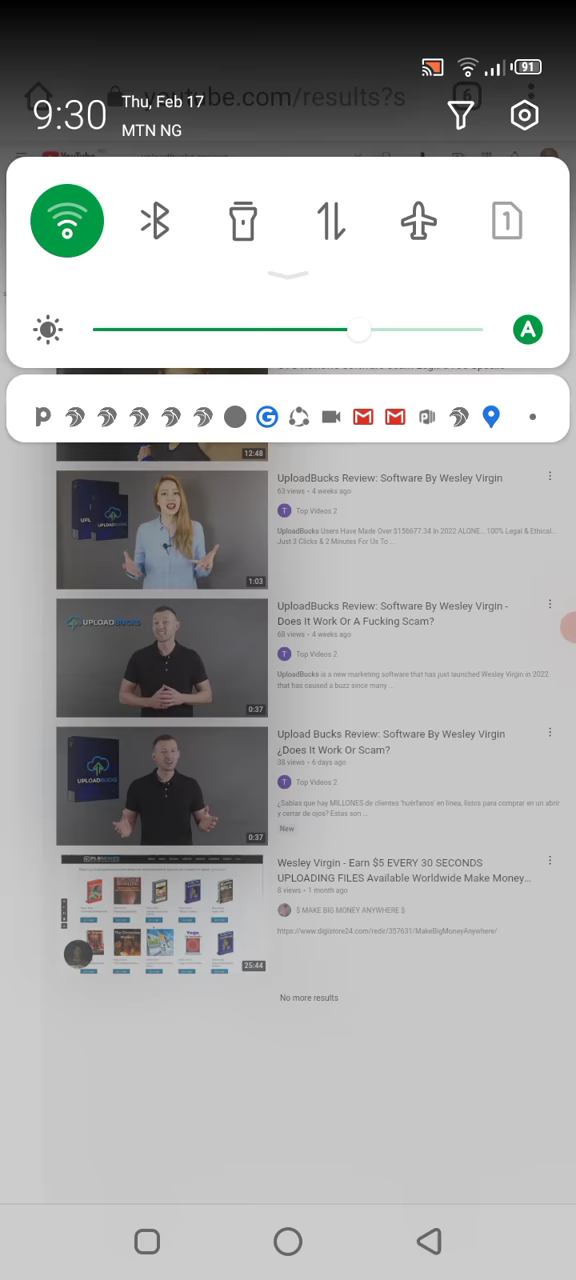 91
youtube.com/results?s
6
9:30
Thu, Feb 17
MTN NG
1
A
12:48
UploadBucks Review: Software By Wesley Virgin
63 views • 4 weeks ago
T Top Videos 2
UploadBucks Users Have Made Over $156677.34 In 2022 ALONE... 100% Legal & Ethical..
Just 3 Clicks & 2 Minutes For Us To ...
UPLOADBUCKS
1:03
UploadBucks Review: Software By Wesley Virgin -
Does It Work Or A Fucking Scam?
68 views • 4 weeks ago
T Top Videos 2
UploadBucks is a new marketing software that has just launched Wesley Virgin in 2022
that has caused a buzz since many ...
UPLOADBUCKS
0:37
Upload Bucks Review: Software By Wesley Virgin
¿Does It Work Or Scam?
38 views • 6 days ago
T Top Videos 2
¿Sabías que hay MILLONES de clientes 'huérfanos' en línea, listos para comprar en un abrir
y cerrar de ojos? Estas son ...
New
UPLOADBUCKS
0:37
Wesley Virgin - Earn $5 EVERY 30 SECONDS
UPLOADING FILES Available Worldwide Make Money...
8 views • 1 month ago
$ MAKE BIG MONEY ANYWHERE $
https://www.digistore24.com/redir/357631/MakeBigMoneyAnywhere/
25:44
No more results